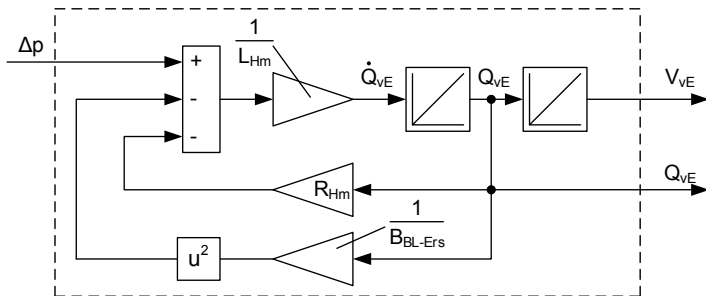 Δp
+
-
-
1
L_Hm
Q̇_vE
Q_vE
V_vE
Q_vE
R_Hm
1
B_BL-Ers
u²